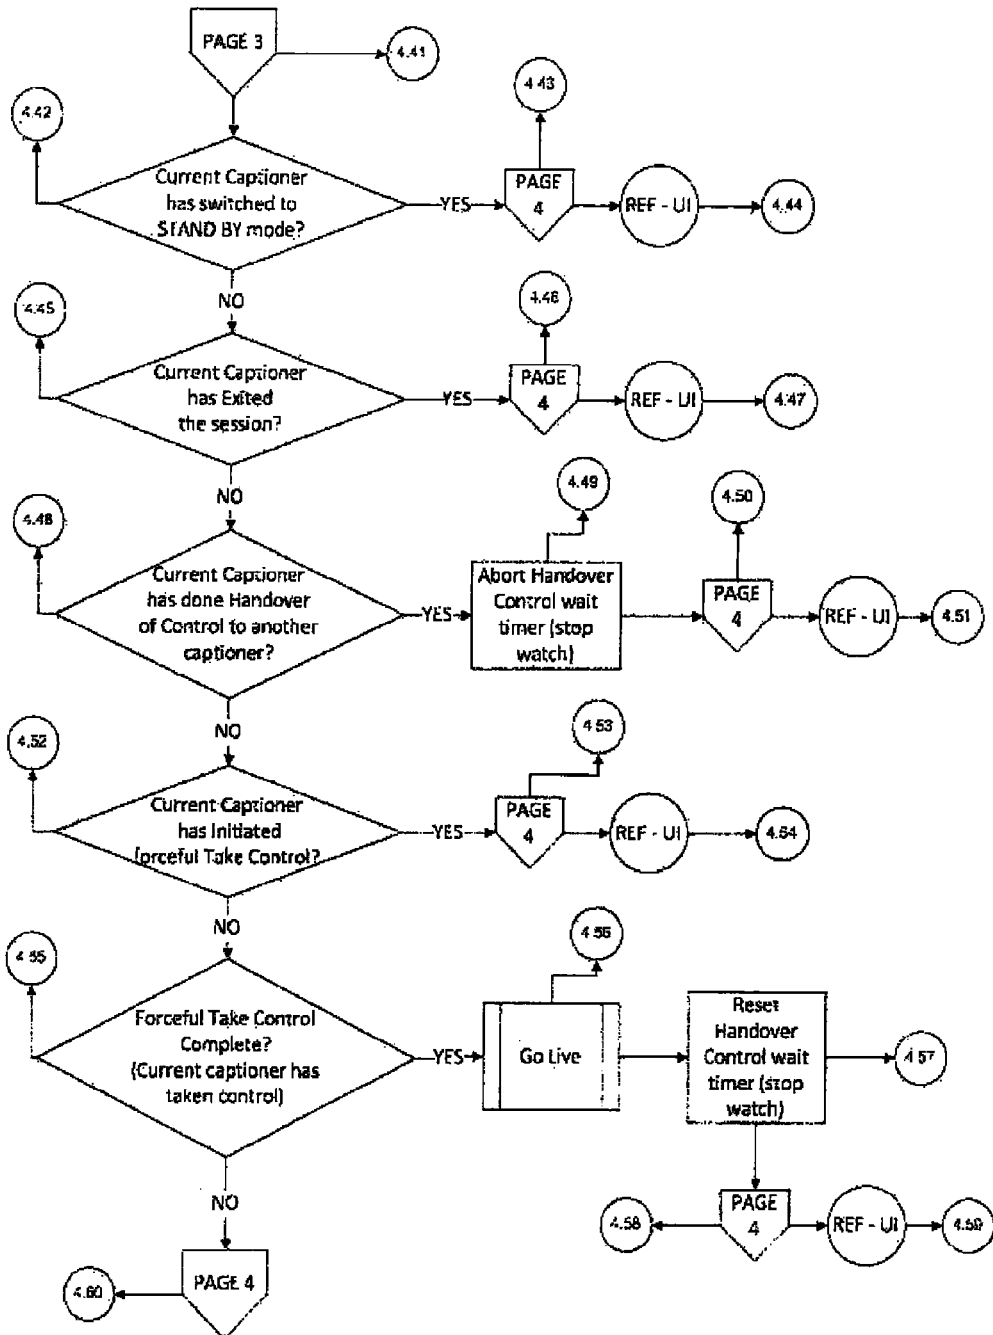 PAGE 3
4.41
4.42
4.43
Current Captioner
has switched to
STAND BY mode?
YES
PAGE
4
REF - UI
4.44
NO
4.45
4.46
Current Captioner
has Exited
the session?
YES
PAGE
4
REF - UI
4.47
NO
4.48
4.49
4.50
Current Captioner
has done Handover
of Control to another
captioner?
YES
Abort Handover
Control wait
timer (stop
watch)
PAGE
4
REF - UI
4.51
NO
4.52
4.53
Current Captioner
has Initiated
Forceful Take Control?
YES
PAGE
4
REF - UI
4.54
NO
4.55
4.56
Forceful Take Control
Complete?
(Current captioner has
taken control)
YES
Go Live
Reset
Handover
Control wait
timer (stop
watch)
4.57
NO
4.58
PAGE
4
REF - UI
4.59
PAGE 4
4.60